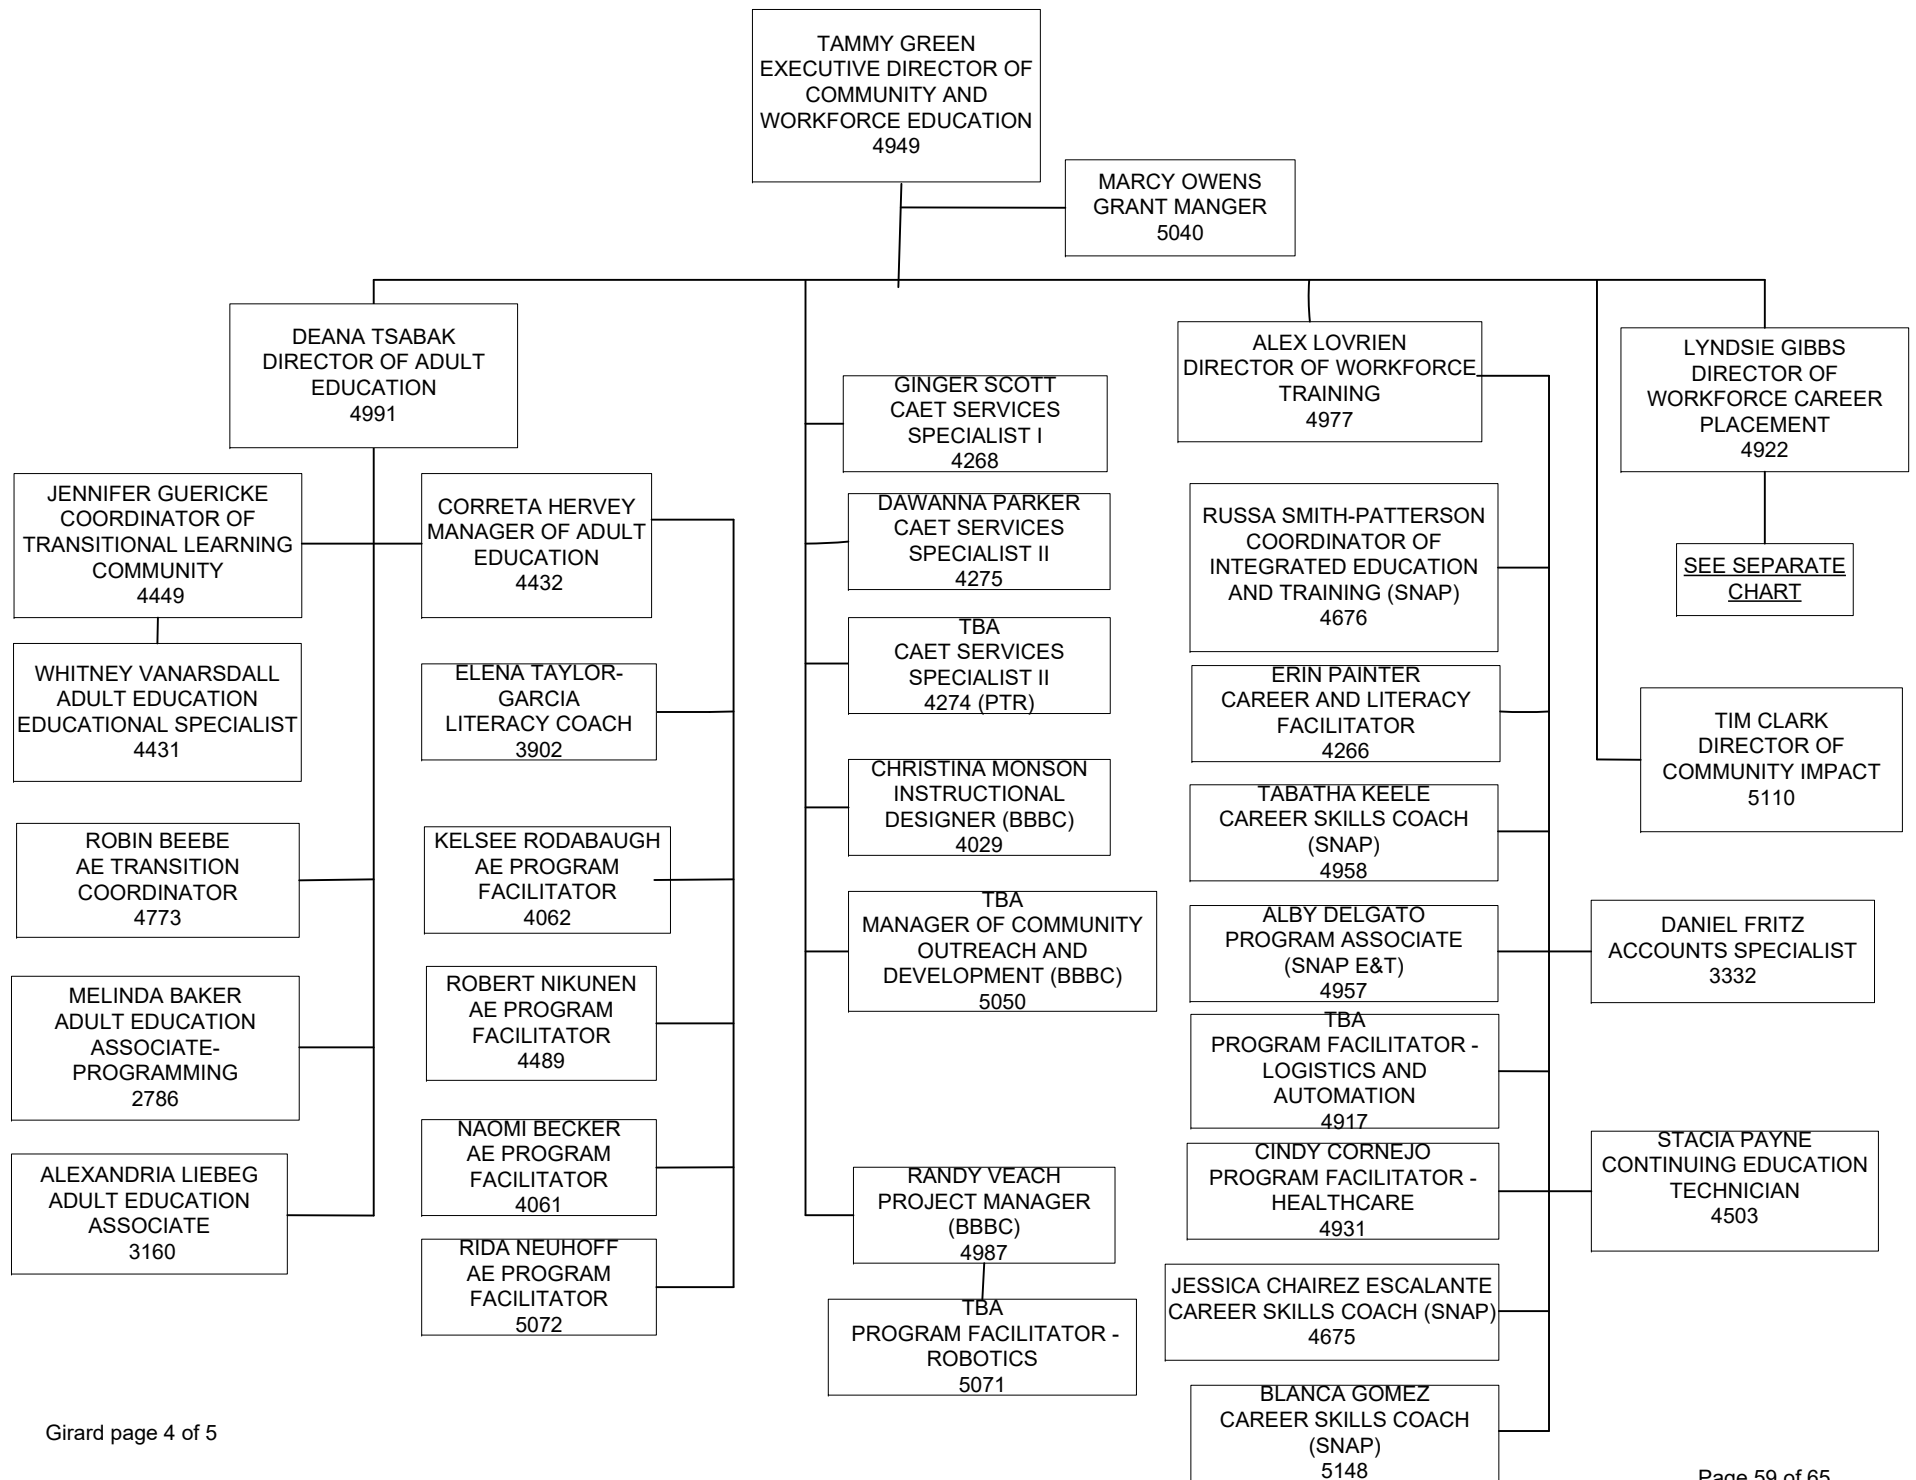 TAMMY GREEN
EXECUTIVE DIRECTOR OF
COMMUNITY AND
WORKFORCE EDUCATION
4949
MARCY OWENS
GRANT MANGER
5040
DEANA TSABAK
DIRECTOR OF ADULT
EDUCATION
4991
JENNIFER GUERICKE
COORDINATOR OF
TRANSITIONAL LEARNING
COMMUNITY
4449
WHITNEY VANARSDALL
ADULT EDUCATION
EDUCATIONAL SPECIALIST
4431
ROBIN BEEBE
AE TRANSITION
COORDINATOR
4773
MELINDA BAKER
ADULT EDUCATION
ASSOCIATE-
PROGRAMMING
2786
ALEXANDRIA LIEBEG
ADULT EDUCATION
ASSOCIATE
3160
CORRETA HERVEY
MANAGER OF ADULT
EDUCATION
4432
ELENA TAYLOR-
GARCIA
LITERACY COACH
3902
KELSEE RODABAUGH
AE PROGRAM
FACILITATOR
4062
ROBERT NIKUNEN
AE PROGRAM
FACILITATOR
4489
NAOMI BECKER
AE PROGRAM
FACILITATOR
4061
RIDA NEUHOFF
AE PROGRAM
FACILITATOR
5072
GINGER SCOTT
CAET SERVICES
SPECIALIST I
4268
DAWANNA PARKER
CAET SERVICES
SPECIALIST II
4275
TBA
CAET SERVICES
SPECIALIST II
4274 (PTR)
CHRISTINA MONSON
INSTRUCTIONAL
DESIGNER (BBBC)
4029
TBA
MANAGER OF COMMUNITY
OUTREACH AND
DEVELOPMENT (BBBC)
5050
RANDY VEACH
PROJECT MANAGER
(BBBC)
4987
TBA
PROGRAM FACILITATOR -
ROBOTICS
5071
ALEX LOVRIEN
DIRECTOR OF WORKFORCE
TRAINING
4977
RUSSA SMITH-PATTERSON
COORDINATOR OF
INTEGRATED EDUCATION
AND TRAINING (SNAP)
4676
ERIN PAINTER
CAREER AND LITERACY
FACILITATOR
4266
TABATHA KEELE
CAREER SKILLS COACH
(SNAP)
4958
ALBY DELGATO
PROGRAM ASSOCIATE
(SNAP E&T)
4957
TBA
PROGRAM FACILITATOR -
LOGISTICS AND
AUTOMATION
4917
CINDY CORNEJO
PROGRAM FACILITATOR -
HEALTHCARE
4931
JESSICA CHAIREZ ESCALANTE
CAREER SKILLS COACH (SNAP)
4675
BLANCA GOMEZ
CAREER SKILLS COACH
(SNAP)
5148
LYNDSIE GIBBS
DIRECTOR OF
WORKFORCE CAREER
PLACEMENT
4922
SEE SEPARATE
CHART
TIM CLARK
DIRECTOR OF
COMMUNITY IMPACT
5110
DANIEL FRITZ
ACCOUNTS SPECIALIST
3332
STACIA PAYNE
CONTINUING EDUCATION
TECHNICIAN
4503
Girard page 4 of 5
Page 59 of 65